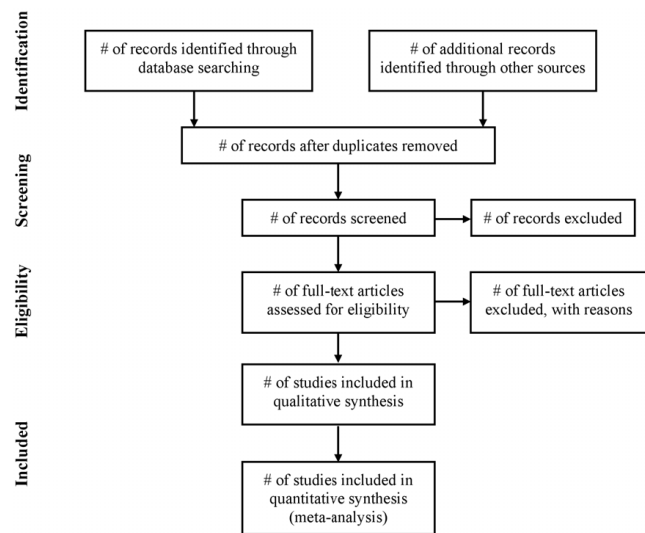 Identification
# of records identified through
database searching
# of additional records
identified through other sources
# of records after duplicates removed
Screening
# of records screened
# of records excluded
Eligibility
# of full-text articles
assessed for eligibility
# of full-text articles
excluded, with reasons
# of studies included in
qualitative synthesis
Included
# of studies included in
quantitative synthesis
(meta-analysis)